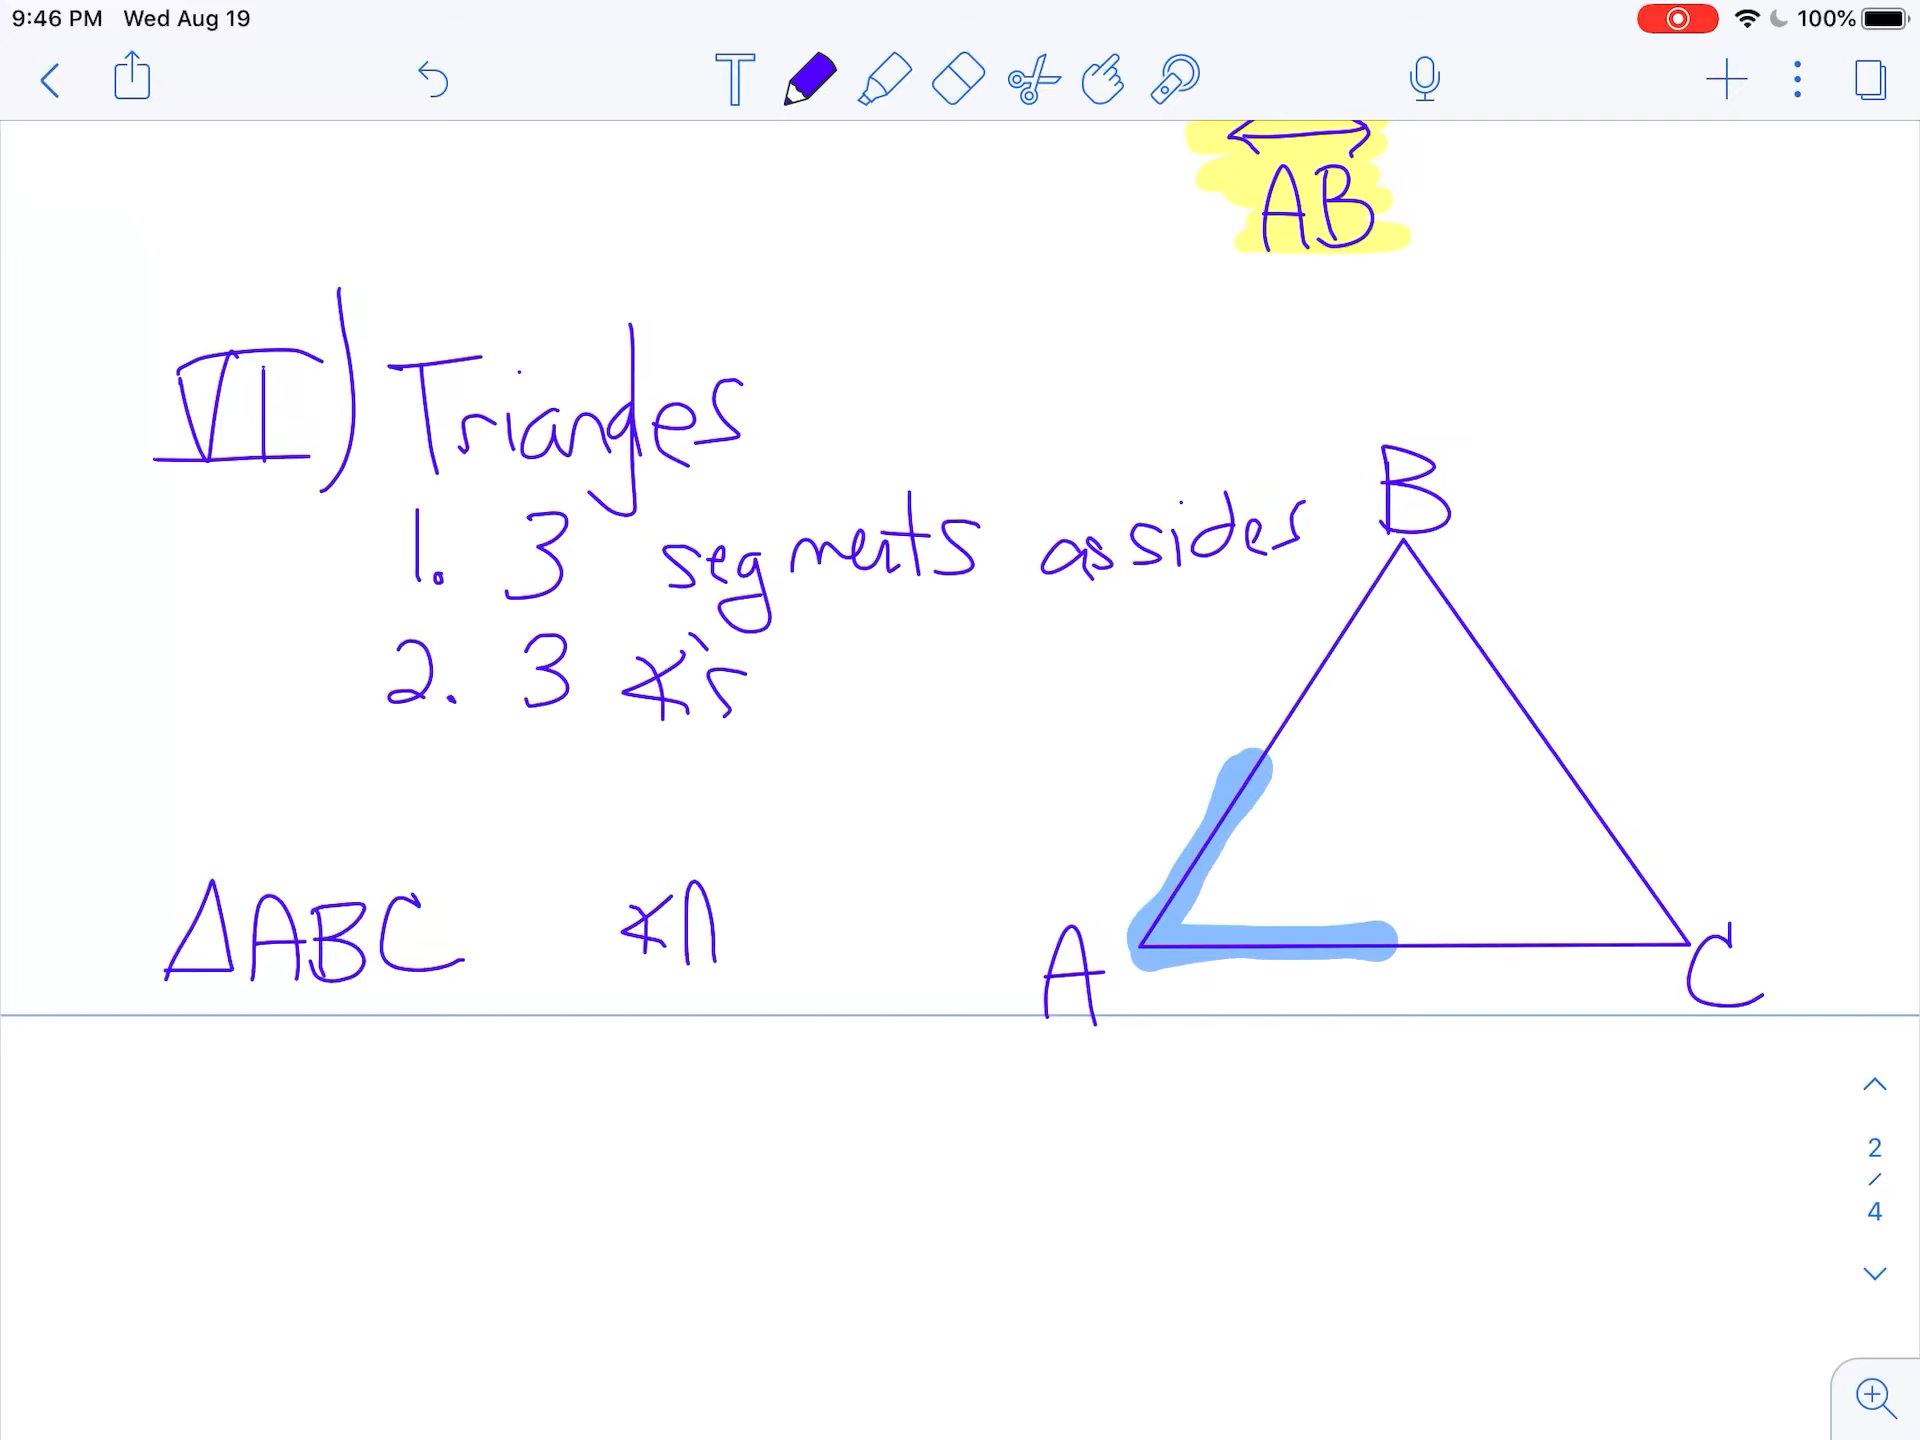 9:46 PM Wed Aug 19
100%
T
AB
VI) Triangles
1. 3 segments as sides
2. 3 ∢'s
B
△ABC ∢
A
C
2
/
4